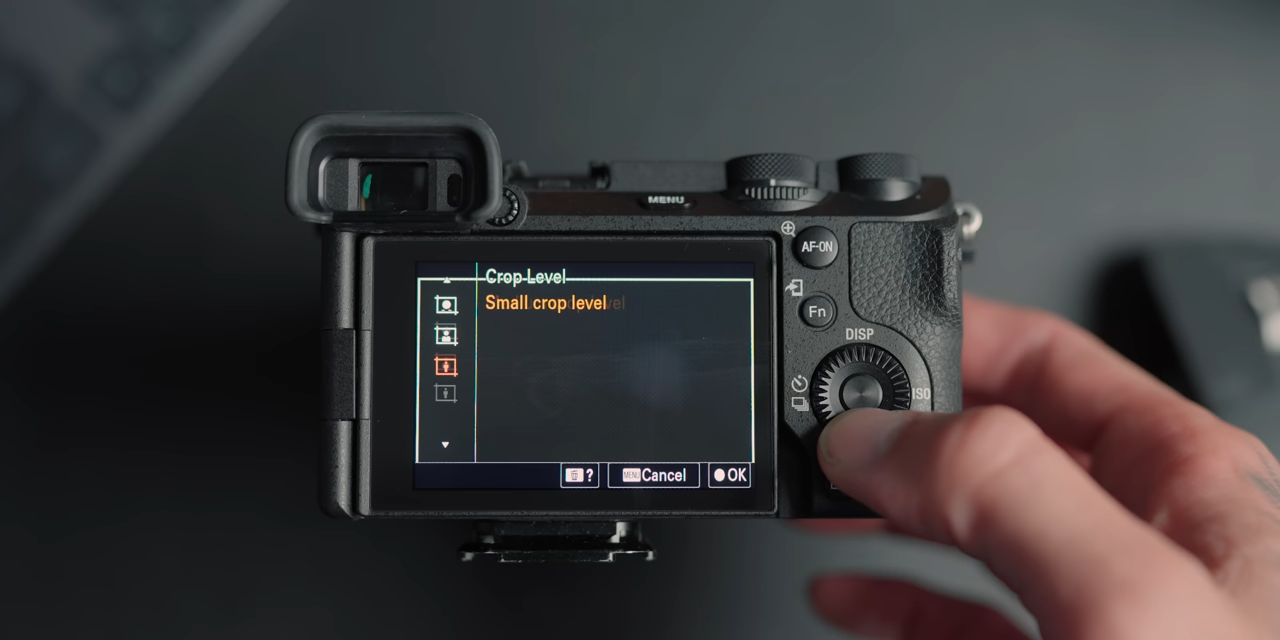 MENU
AF-ON
Crop Level
Small crop level
Fn
DISP
ISO
? MENU Cancel OK